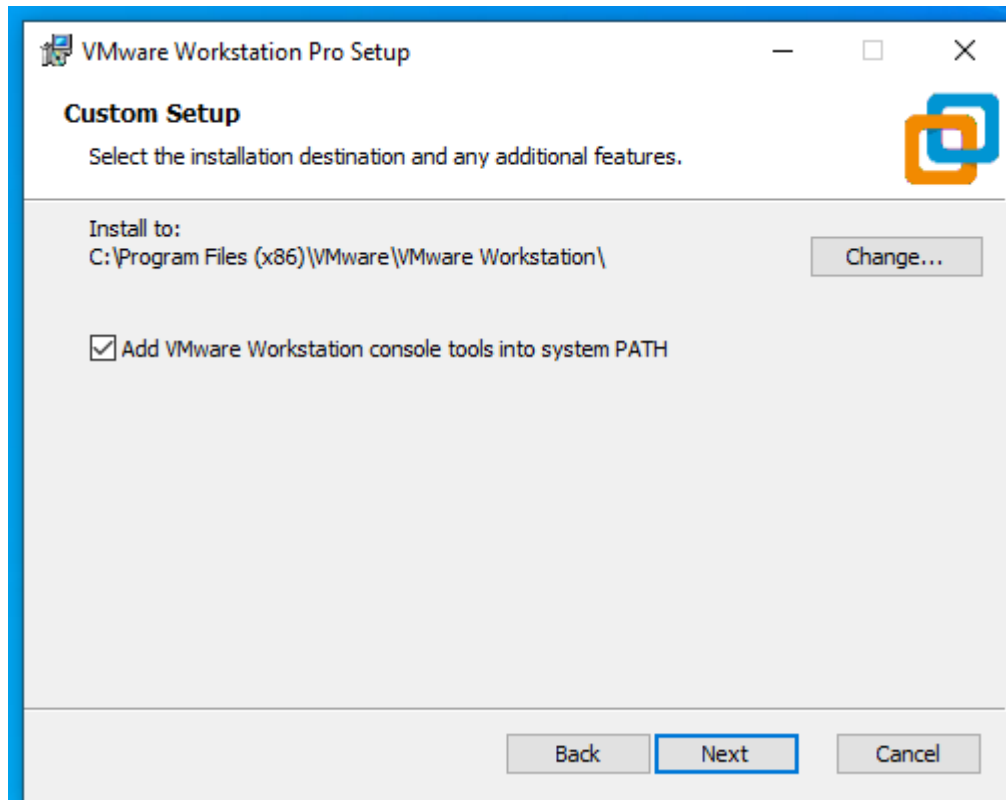 VMware Workstation Pro Setup
Custom Setup
Select the installation destination and any additional features.
Install to:
C:\Program Files (x86)\VMware\VMware Workstation\
Change...
Add VMware Workstation console tools into system PATH
Back Next Cancel